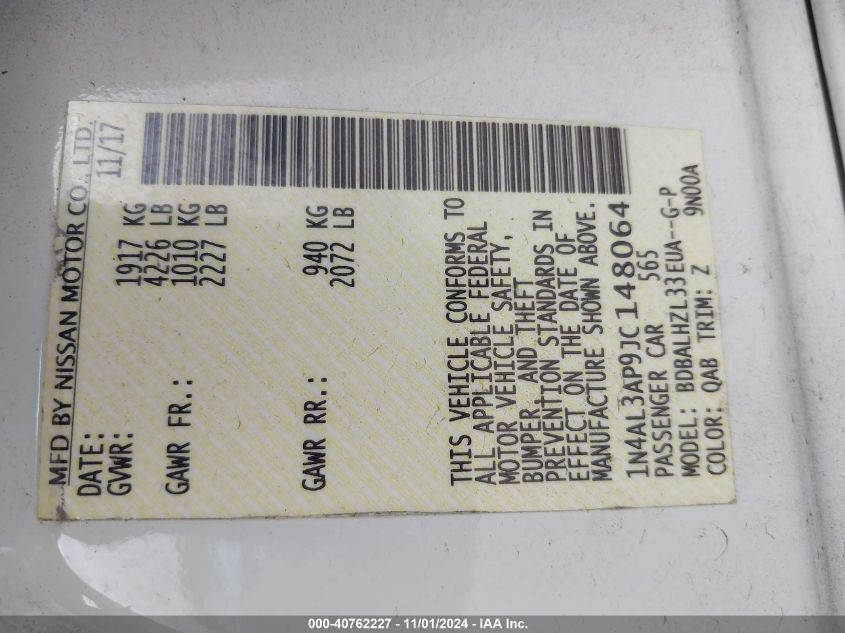 MFD BY NISSAN MOTOR CO., LTD.
DATE: 11/17
GVWR: 1917 KG
4226 LB
GAWR FR.: 1010 KG
2227 LB
GAWR RR.: 940 KG
2072 LB
THIS VEHICLE CONFORMS TO
ALL APPLICABLE FEDERAL
MOTOR VEHICLE SAFETY,
BUMPER, AND THEFT
PREVENTION STANDARDS IN
EFFECT ON THE DATE OF
MANUFACTURE SHOWN ABOVE.
1N4AL3AP9JC148064
PASSENGER CAR 565
MODEL: BDBALHZL33EUA--G-P
COLOR: QAB TRIM: Z 9N00A
000-40762227 - 11/01/2024 - IAA Inc.